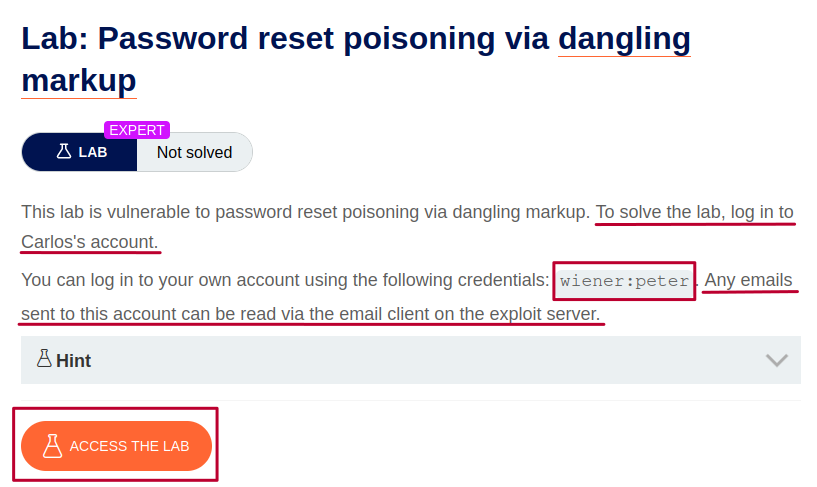 Lab: Password reset poisoning via dangling
markup
EXPERT
LAB Not solved
This lab is vulnerable to password reset poisoning via dangling markup. To solve the lab, log in to
Carlos's account.
You can log in to your own account using the following credentials: wiener:peter. Any emails
sent to this account can be read via the email client on the exploit server.
Hint
ACCESS THE LAB